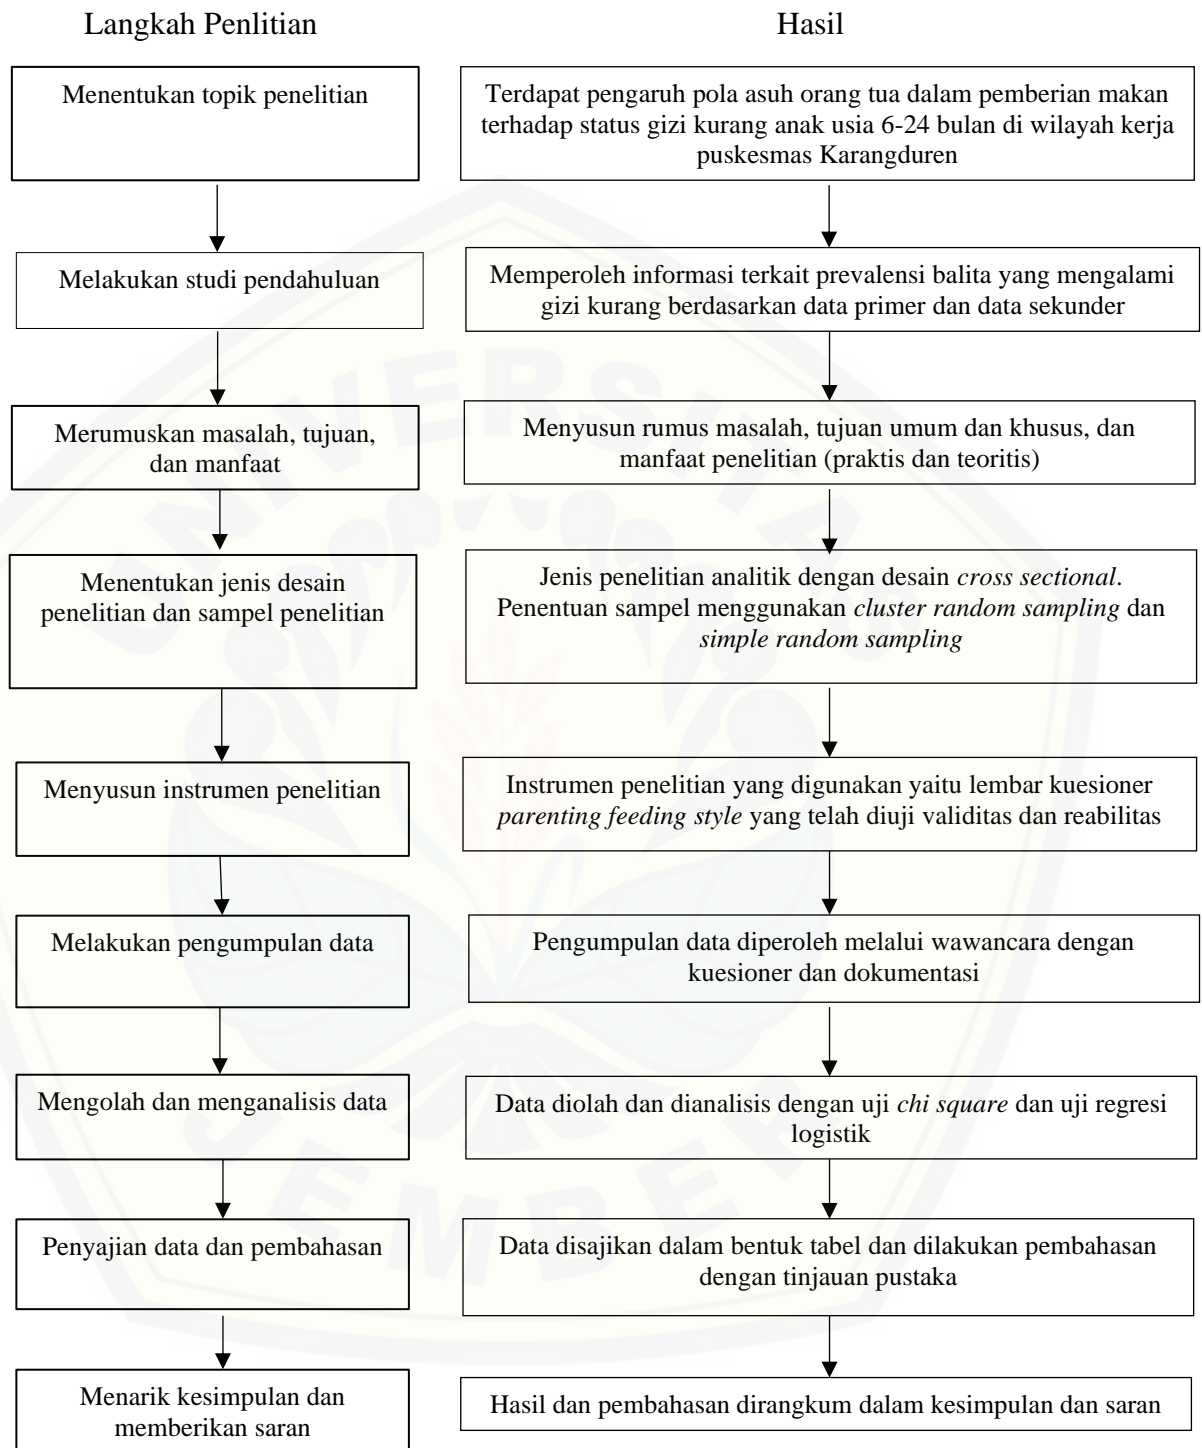 Langkah Penlitian
Hasil
Menentukan topik penelitian
Terdapat pengaruh pola asuh orang tua dalam pemberian makan
terhadap status gizi kurang anak usia 6-24 bulan di wilayah kerja
puskesmas Karangduren
Melakukan studi pendahuluan
Memperoleh informasi terkait prevalensi balita yang mengalami
gizi kurang berdasarkan data primer dan data sekunder
Merumuskan masalah, tujuan,
dan manfaat
Menyusun rumus masalah, tujuan umum dan khusus, dan
manfaat penelitian (praktis dan teoritis)
Menentukan jenis desain
penelitian dan sampel penelitian
Jenis penelitian analitik dengan desain cross sectional.
Penentuan sampel menggunakan cluster random sampling dan
simple random sampling
Menyusun instrumen penelitian
Instrumen penelitian yang digunakan yaitu lembar kuesioner
parenting feeding style yang telah diuji validitas dan reabilitas
Melakukan pengumpulan data
Pengumpulan data diperoleh melalui wawancara dengan
kuesioner dan dokumentasi
Mengolah dan menganalisis data
Data diolah dan dianalisis dengan uji chi square dan uji regresi
logistik
Penyajian data dan pembahasan
Data disajikan dalam bentuk tabel dan dilakukan pembahasan
dengan tinjauan pustaka
Menarik kesimpulan dan
memberikan saran
Hasil dan pembahasan dirangkum dalam kesimpulan dan saran
UNIVERSITAS
JEMBER